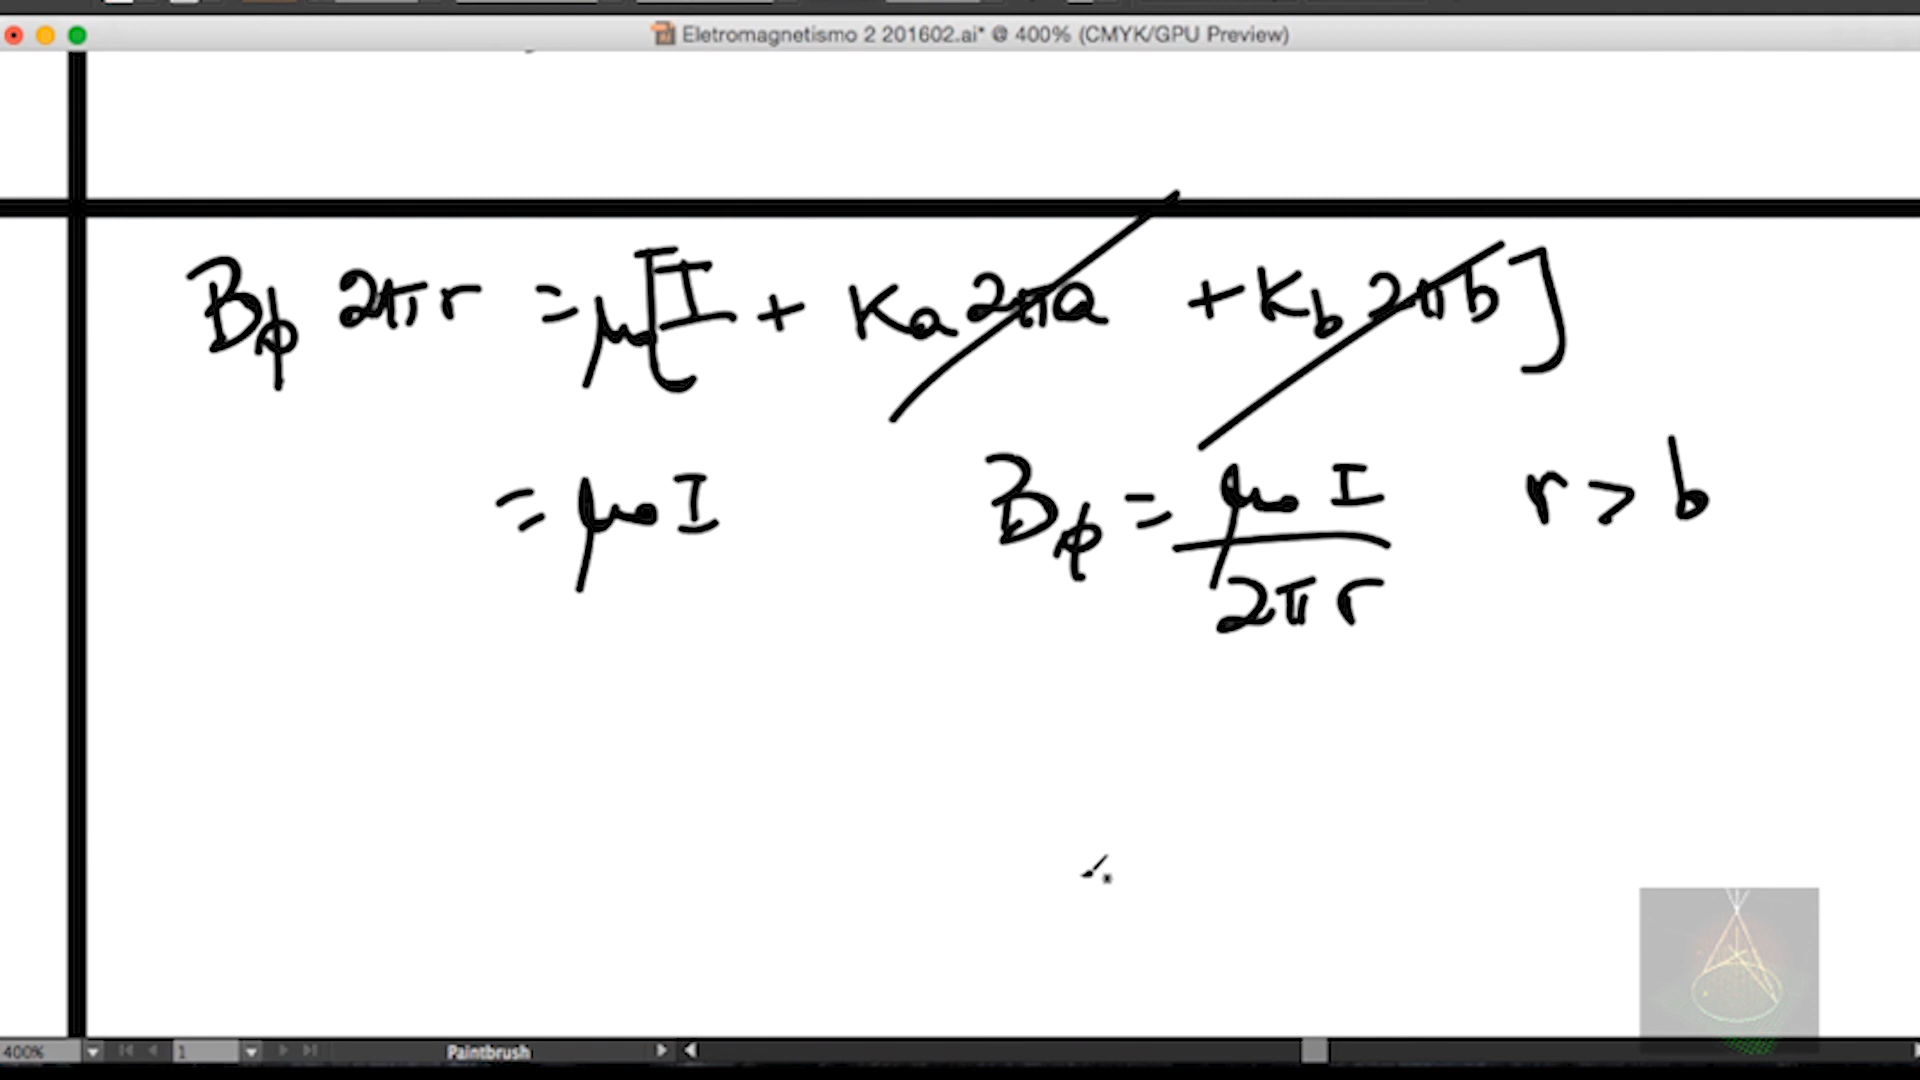 Eletromagnetismo 2 201602.ai* @ 400% (CMYK/GPU Preview)
Bϕ 2πr = μ₀[I + Ka 2πa + Kb 2πb]
= μ₀ I Bϕ = μ₀ I / 2πr r > b
400% 1 Paintbrush